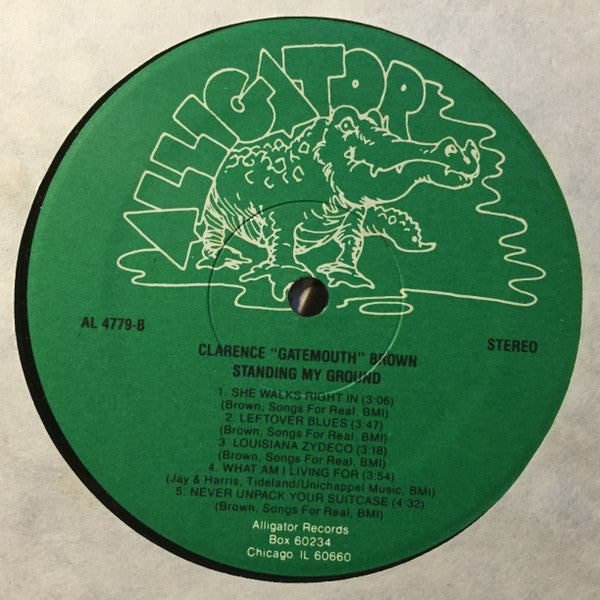 ALLIGATOR
AL 4779-B
STEREO
CLARENCE "GATEMOUTH" BROWN
STANDING MY GROUND
1. SHE WALKS RIGHT IN (3:06)
(Brown, Songs For Real, BMI)
2. LEFTOVER BLUES (3:47)
(Brown, Songs For Real, BMI)
3. LOUISIANA ZYDECO (3:18)
(Brown, Songs For Real, BMI)
4. WHAT AM I LIVING FOR (3:54)
(Jay & Harris, Tideland/Unichappel Music, BMI)
5. NEVER UNPACK YOUR SUITCASE (4:32)
(Brown, Songs For Real, BMI)
Alligator Records
Box 60234
Chicago IL 60660